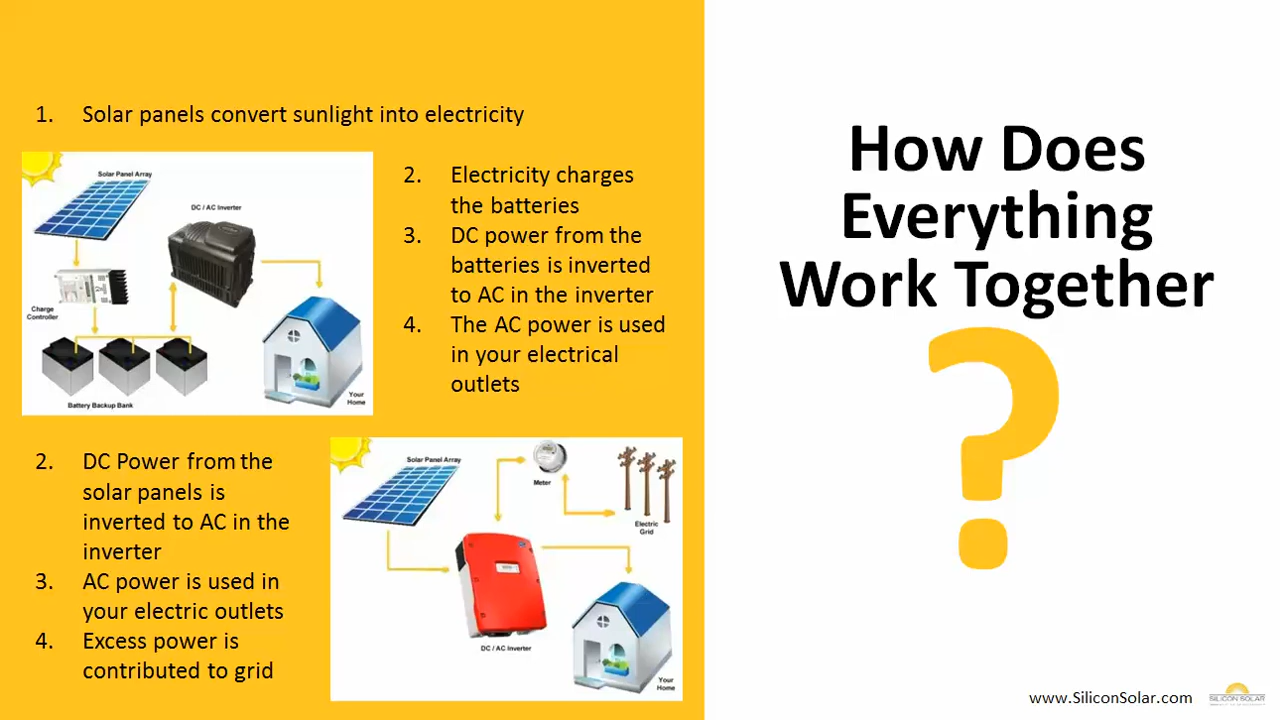 1. Solar panels convert sunlight into electricity
Solar Panel Array
DC / AC Inverter
Charge
Controller
Battery Backup Bank
Your
Home
2. Electricity charges
the batteries
3. DC power from the
batteries is inverted
to AC in the inverter
4. The AC power is used
in your electrical
outlets
2. DC Power from the
solar panels is
inverted to AC in the
inverter
3. AC power is used in
your electric outlets
4. Excess power is
contributed to grid
Solar Panel Array
Meter
Electric
Grid
DC / AC Inverter
Your
Home
How Does
Everything
Work Together
?
www.SiliconSolar.com
SILICON SOLAR